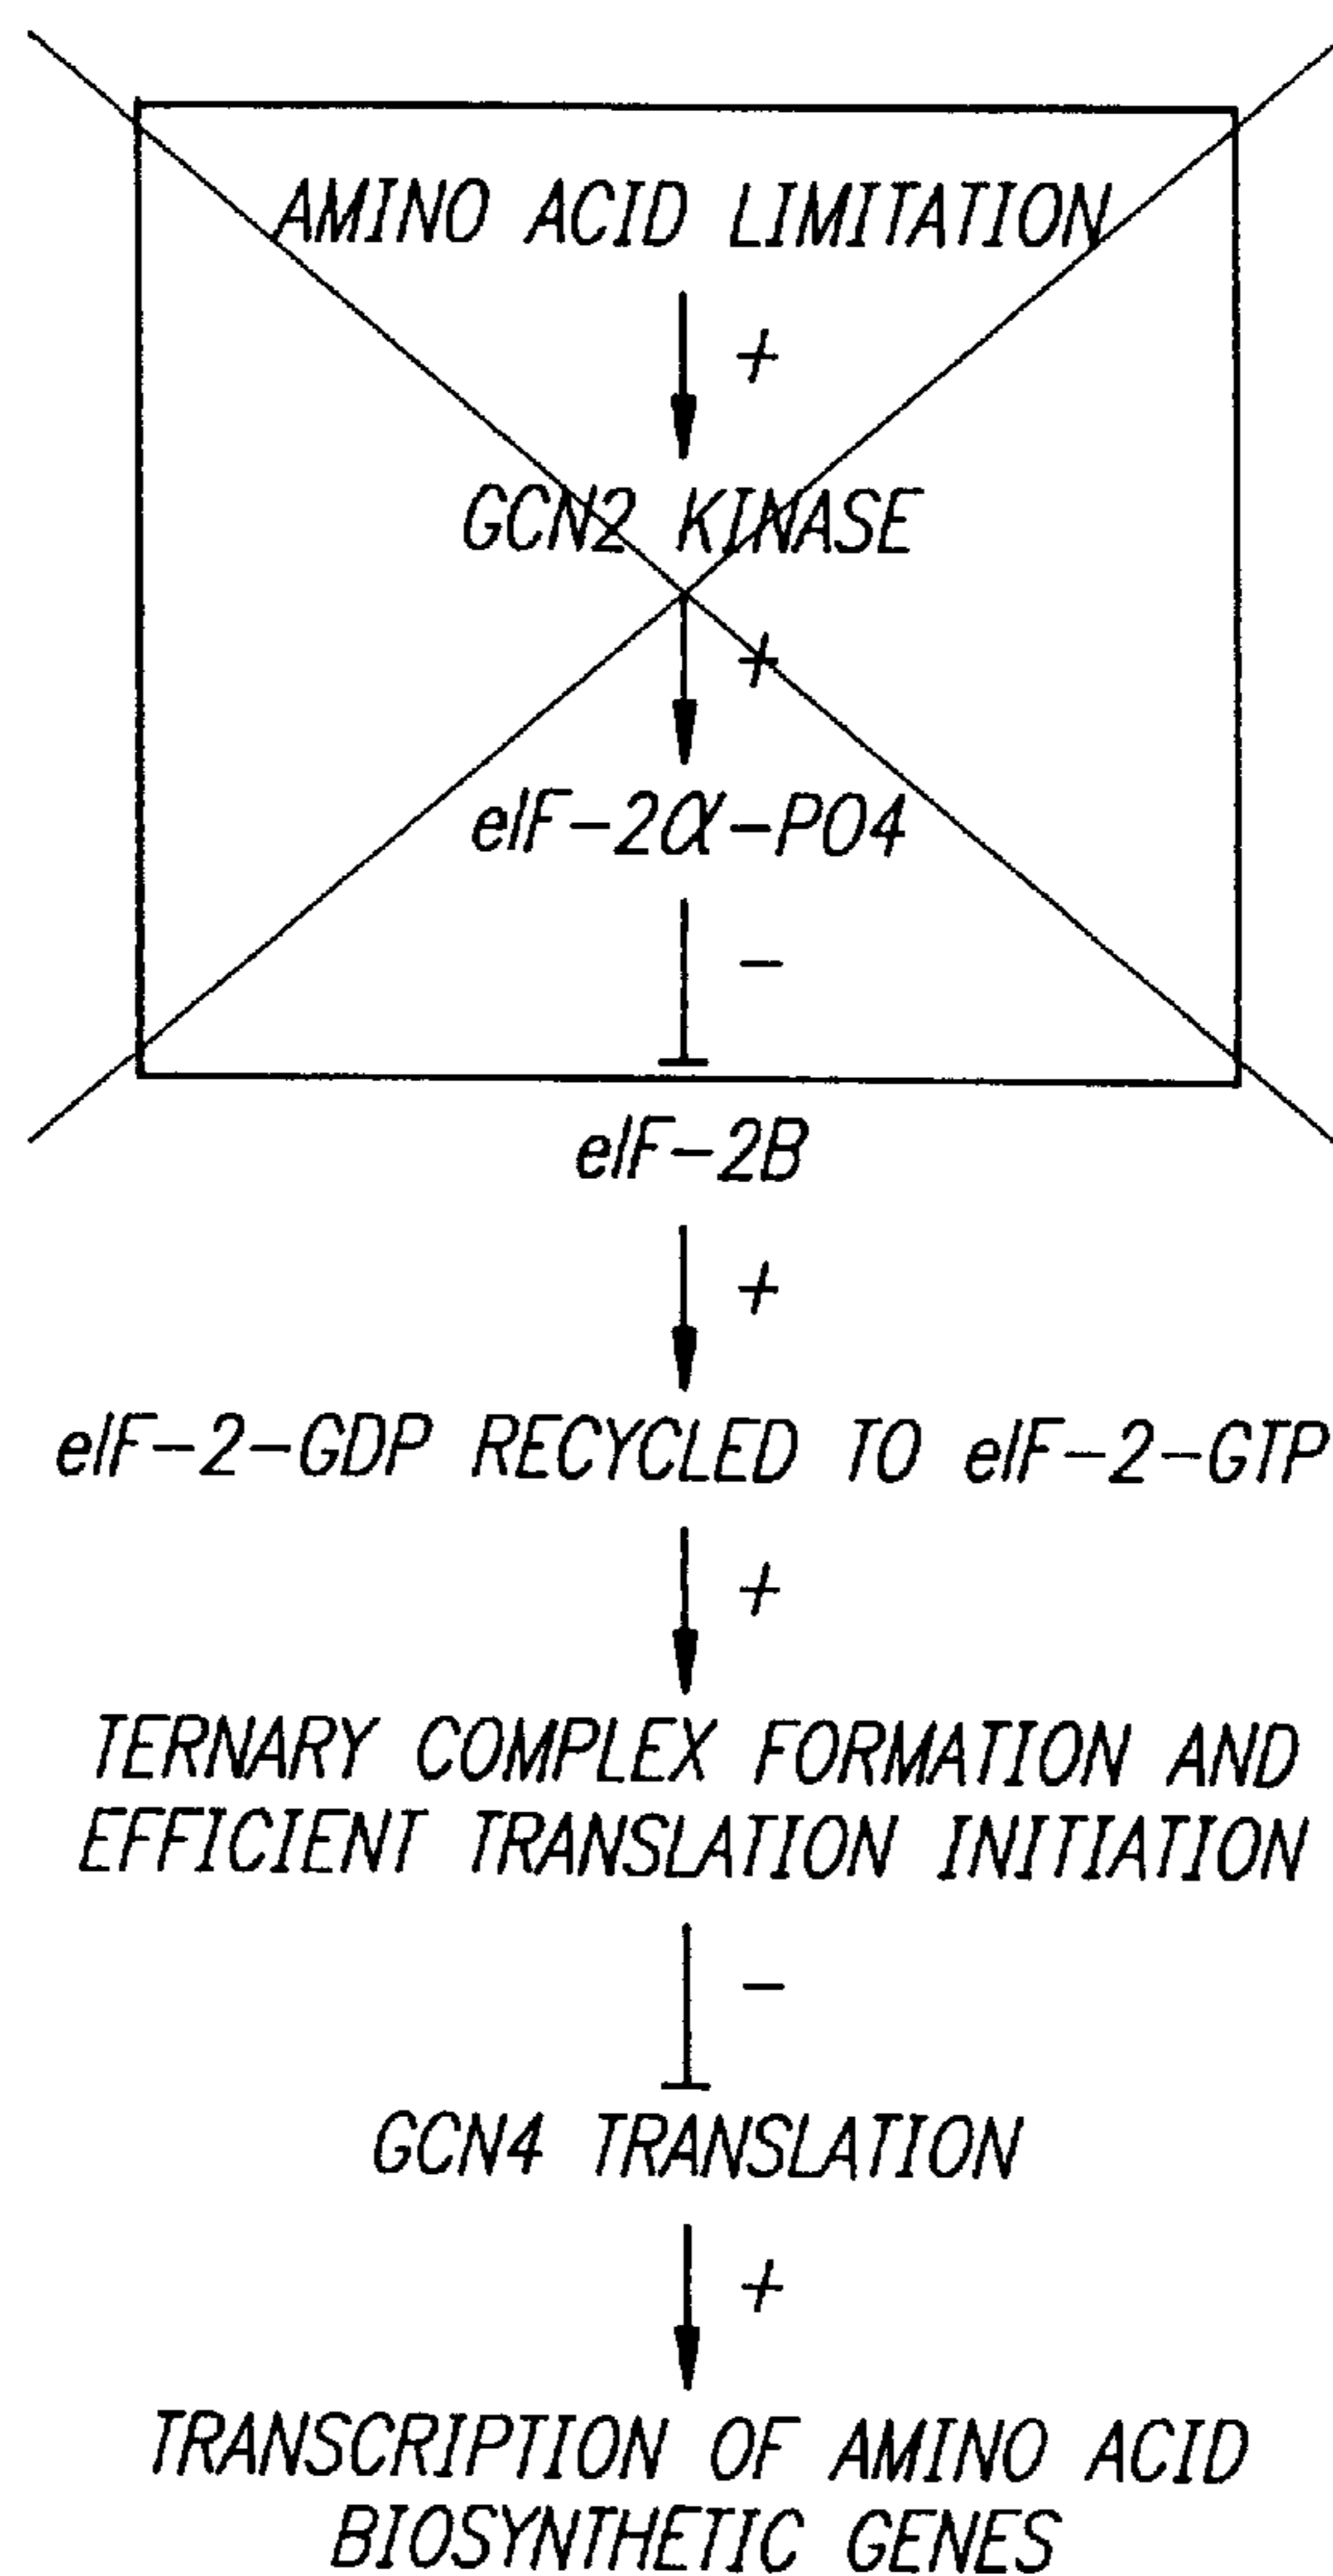 AMINO ACID LIMITATION
+
GCN2 KINASE
+
eIF-2α-PO4
-
eIF-2B
+
eIF-2-GDP RECYCLED TO eIF-2-GTP
+
TERNARY COMPLEX FORMATION AND
EFFICIENT TRANSLATION INITIATION
-
GCN4 TRANSLATION
+
TRANSCRIPTION OF AMINO ACID
BIOSYNTHETIC GENES